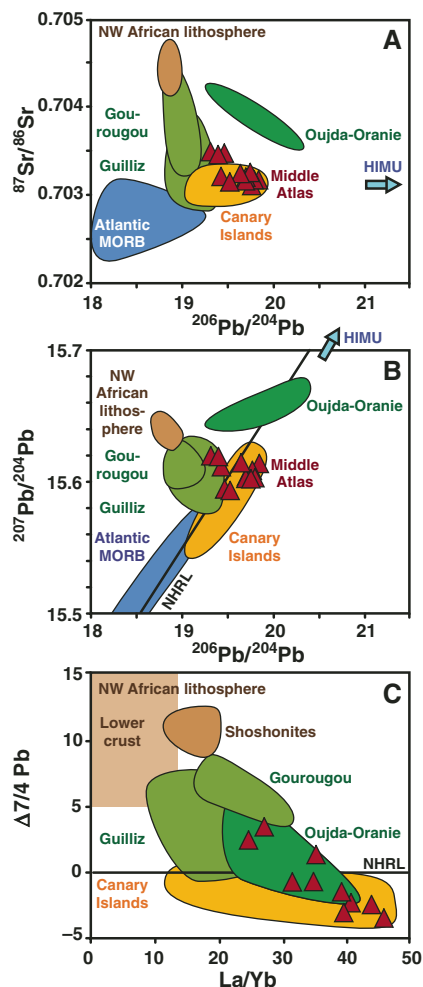 0.705
NW African lithosphere
A
Gou-
rougou
0.704
Oujda-Oranie
87Sr/86Sr
Guilliz
HIMU
0.703
Middle
Atlas
Atlantic
MORB
Canary
Islands
0.702
18
19
20
21
206Pb/204Pb
HIMU
15.7
NW
African
lithos-
phere
B
Oujda-Oranie
207Pb/204Pb
Gou-
rougou
15.6
Middle
Atlas
Guilliz
Atlantic
MORB
Canary
Islands
NHRL
15.5
18
19
20
21
206Pb/204Pb
15
NW African lithosphere
C
Lower
crust
Shoshonites
10
Gourougou
Δ7/4 Pb
5
Guilliz
Oujda-Oranie
NHRL
0
Canary
Islands
–5
0
10
20
30
40
50
La/Yb